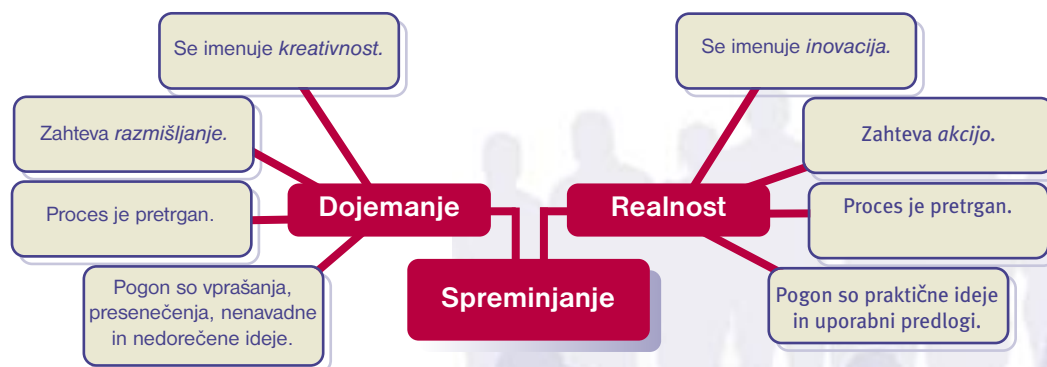 Se imenuje kreativnost.
Zahteva razmišljanje.
Proces je pretrgan.
Pogon so vprašanja,
presenečenja, nenavadne
in nedorečene ideje.
Dojemanje
Spreminjanje
Realnost
Se imenuje inovacija.
Zahteva akcijo.
Proces je pretrgan.
Pogon so praktične ideje
in uporabni predlogi.